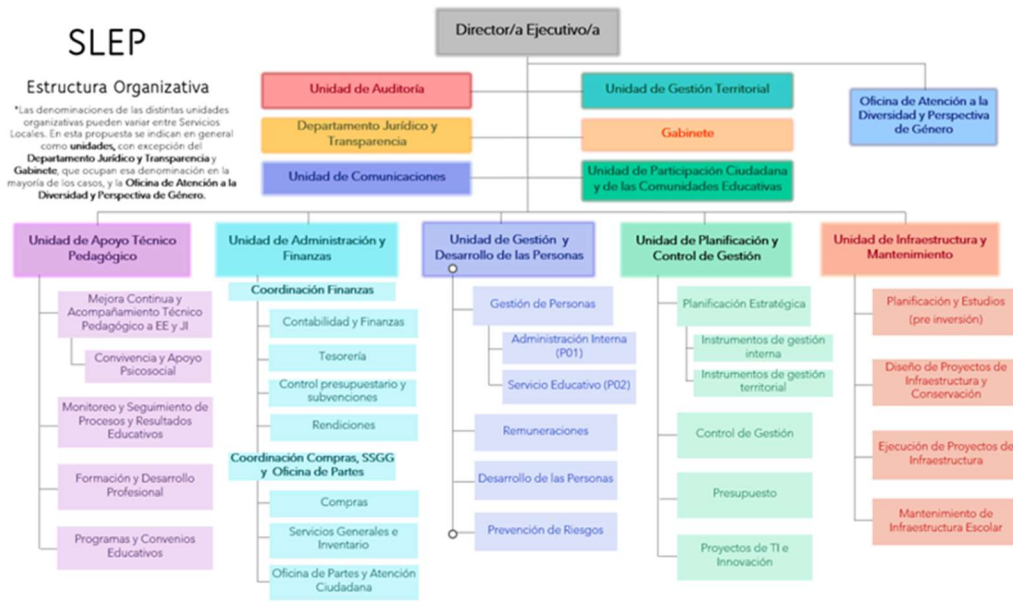 SLEP
Estructura Organizativa
*Las denominaciones de las distintas unidades
organizativas pueden variar entre Servicios
Locales. En esta propuesta se indican en general
como unidades, con excepción del
Departamento Jurídico y Transparencia y
Gabinete, que ocupan esa denominación en la
mayoría de los casos, y la Oficina de Atención a la
Diversidad y Perspectiva de Género.
Director/a Ejecutivo/a
Unidad de Auditoría
Unidad de Gestión Territorial
Departamento Jurídico y
Transparencia
Gabinete
Unidad de Comunicaciones
Unidad de Participación Ciudadana
y de las Comunidades Educativas
Oficina de Atención a la
Diversidad y Perspectiva
de Género
Unidad de Apoyo Técnico
Pedagógico
Mejora Continua y
Acompañamiento Técnico
Pedagógico a EE y JI
Convivencia y Apoyo
Psicosocial
Monitoreo y Seguimiento de
Procesos y Resultados
Educativos
Formación y Desarrollo
Profesional
Programas y Convenios
Educativos
Unidad de Administración y
Finanzas
Coordinación Finanzas
Contabilidad y Finanzas
Tesorería
Control presupuestario y
subvenciones
Rendiciones
Coordinación Compras, SSGG
y Oficina de Partes
Compras
Servicios Generales e
Inventario
Oficina de Partes y Atención
Ciudadana
Unidad de Gestión y
Desarrollo de las Personas
Gestión de Personas
Administración Interna
(P01)
Servicio Educativo (P02)
Remuneraciones
Desarrollo de las Personas
Prevención de Riesgos
Unidad de Planificación y
Control de Gestión
Planificación Estratégica
Instrumentos de gestión
interna
Instrumentos de gestión
territorial
Control de Gestión
Presupuesto
Proyectos de TI e
Innovación
Unidad de Infraestructura y
Mantenimiento
Planificación y Estudios
(pre inversión)
Diseño de Proyectos de
Infraestructura y
Conservación
Ejecución de Proyectos de
Infraestructura
Mantenimiento de
Infraestructura Escolar